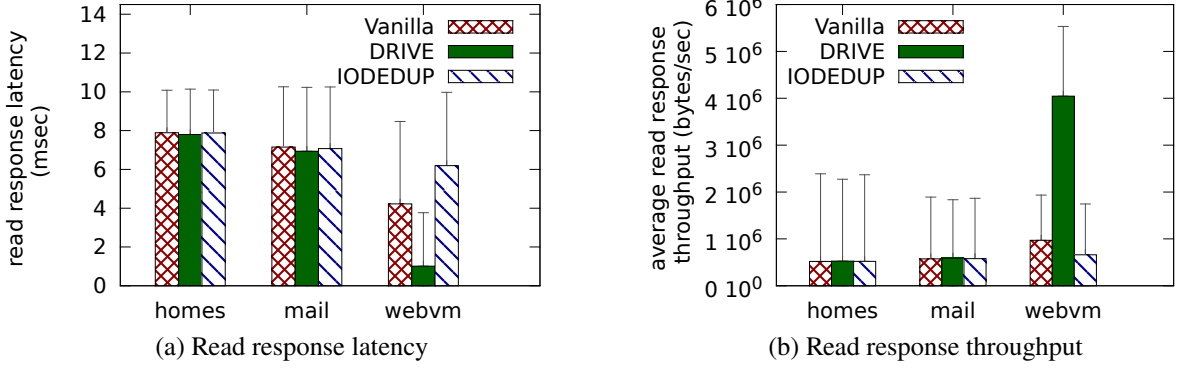 14
12
10
8
6
4
2
0
read response latency
(msec)
Vanilla
DRIVE
IODEDUP
homes
mail
webvm
(a) Read response latency
6 10⁶
5 10⁶
4 10⁶
3 10⁶
2 10⁶
1 10⁶
0 10⁰
average read response
throughput (bytes/sec)
Vanilla
DRIVE
IODEDUP
homes
mail
webvm
(b) Read response throughput